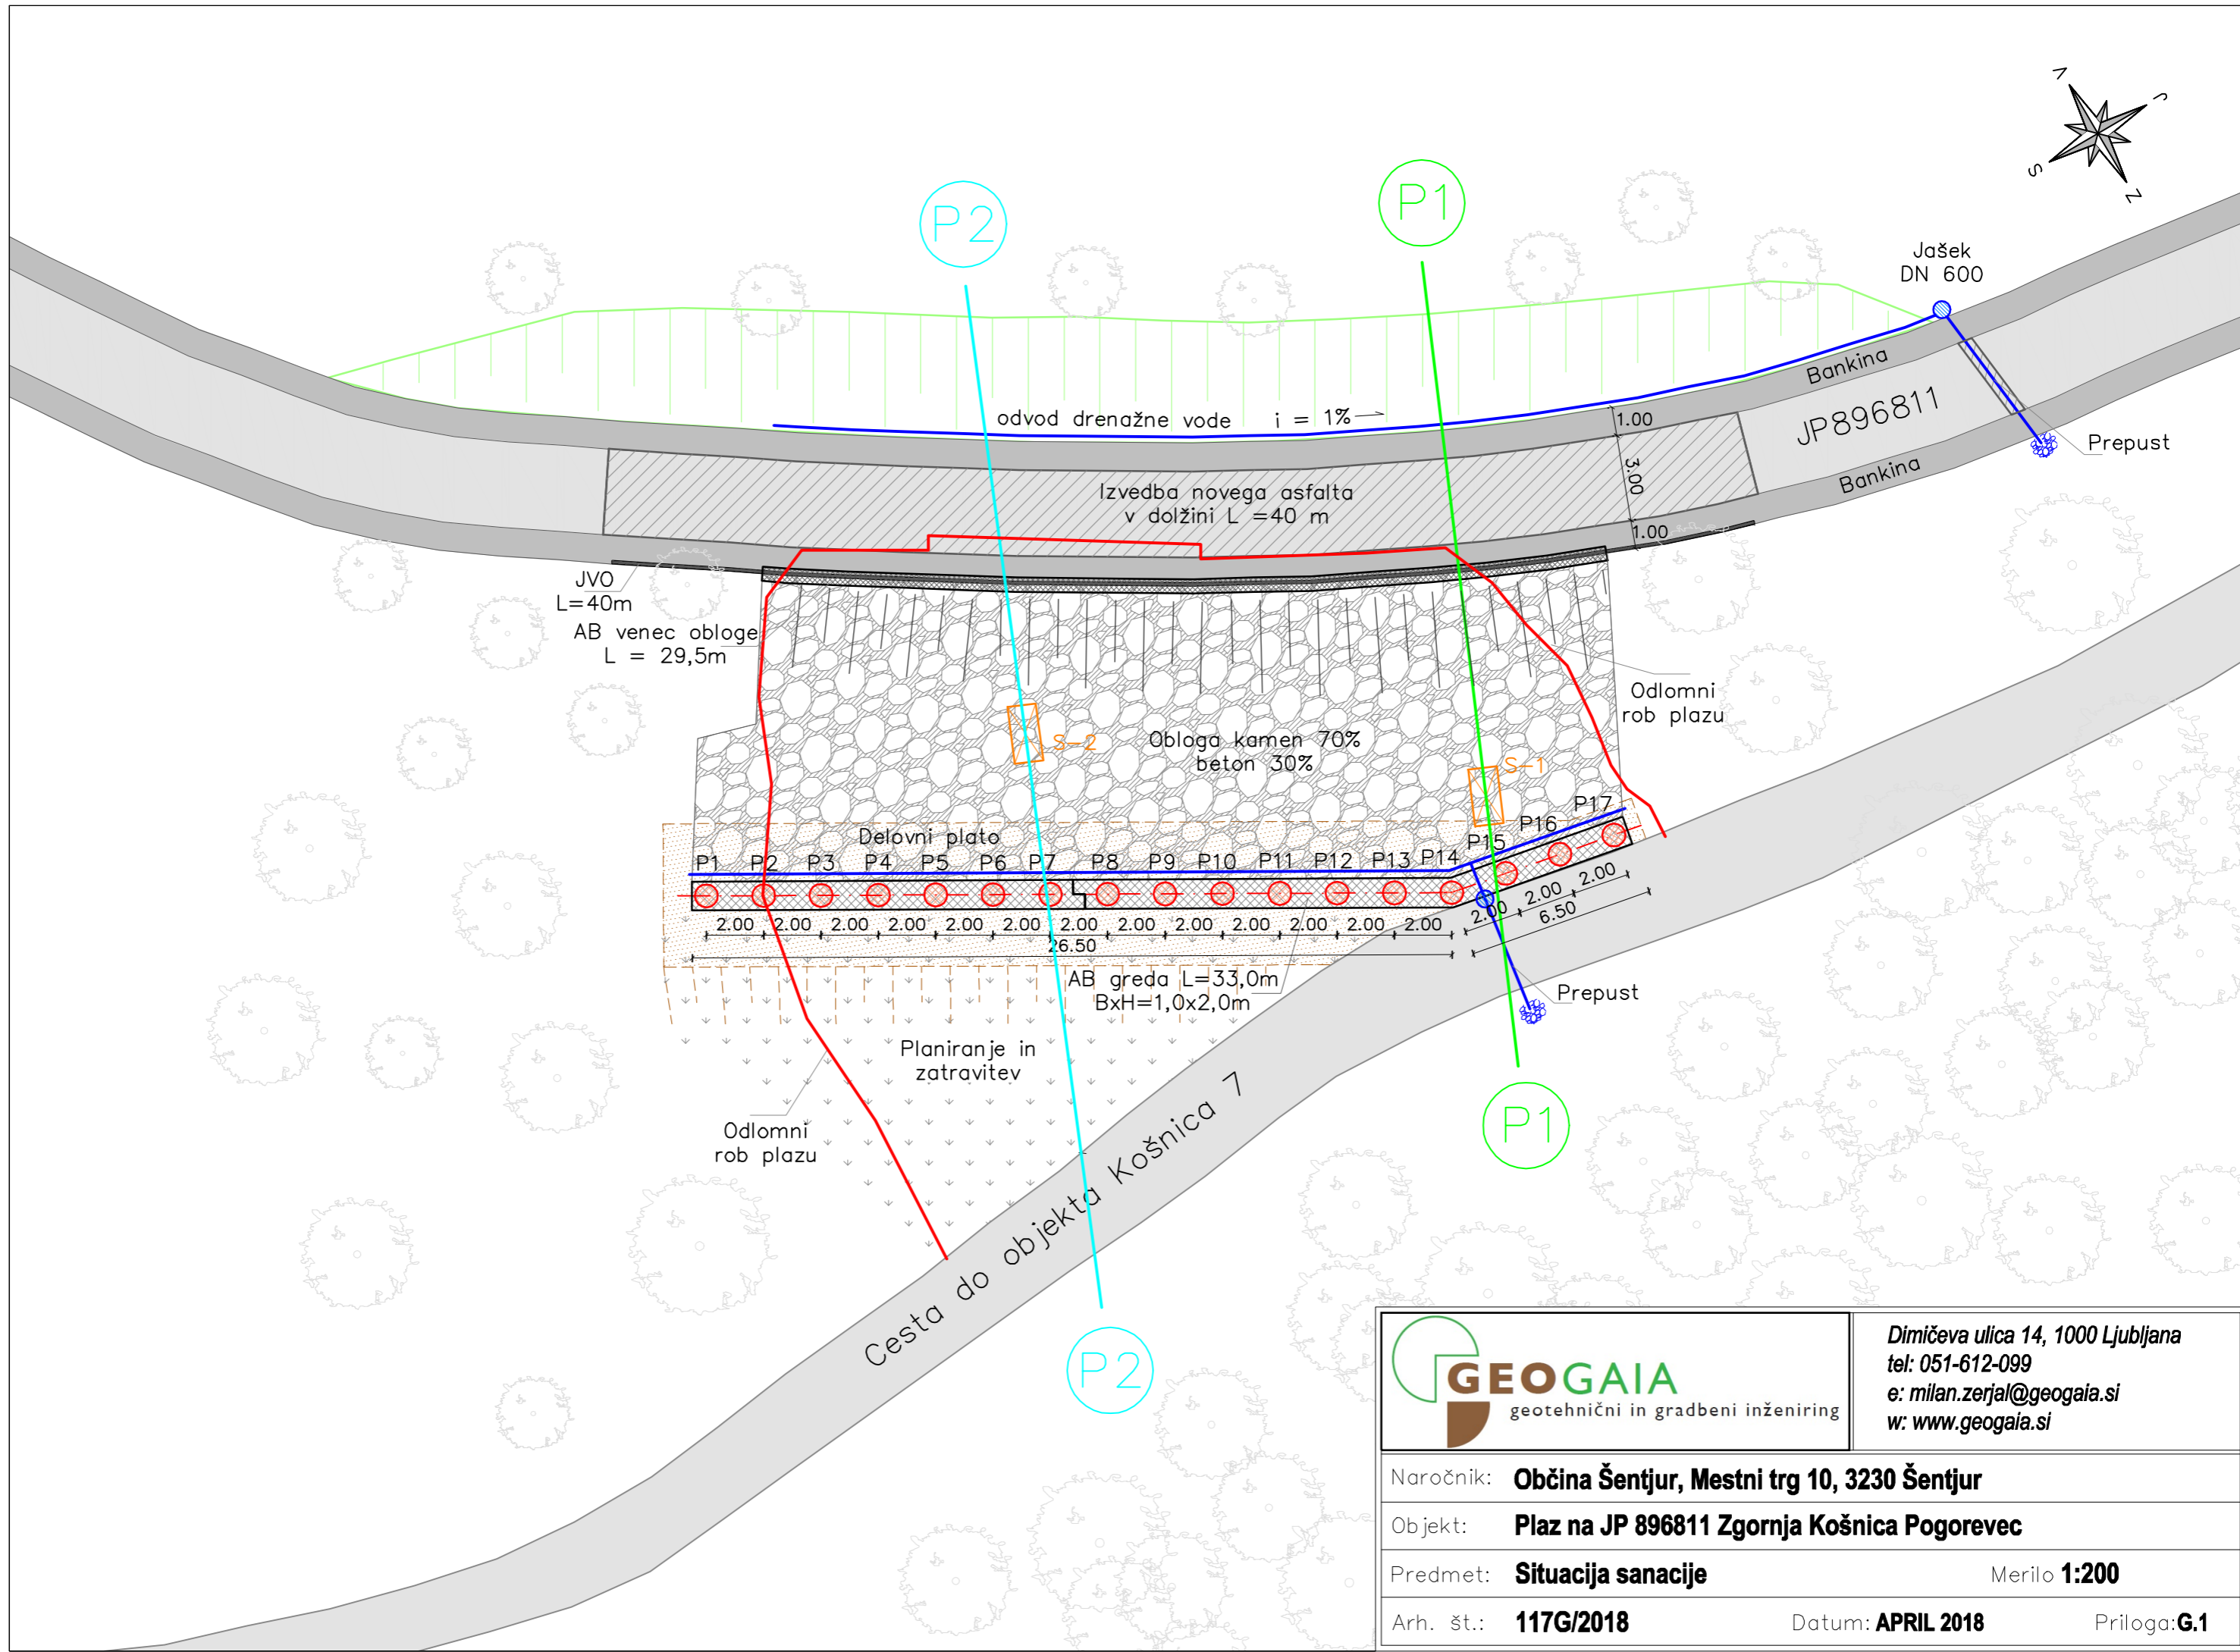 V
J
S
Z
P2
P1
Jašek
DN 600
Bankina
JP896811
Bankina
Prepust
odvod drenažne vode i = 1%
1.00
3.00
1.00
Izvedba novega asfalta
v dolžini L =40 m
JVO
L=40m
AB venec obloge
L = 29,5m
Odlomni
rob plazu
S-2
Obloga kamen 70%
beton 30%
S-1
Delovni plato
P1 P2 P3 P4 P5 P6 P7 P8 P9 P10 P11 P12 P13 P14 P15 P16 P17
2.00 2.00 2.00 2.00 2.00 2.00 2.00 2.00 2.00 2.00 2.00 2.00 2.00
26.50
2.00 2.00 2.00
6.50
AB greda L=33,0m
BxH=1,0x2,0m
Prepust
Planiranje in
zatravitev
Odlomni
rob plazu
Cesta do objekta Košnica 7
P1
P2
GEOGAIA
geotehnični in gradbeni inženiring
Dimičeva ulica 14, 1000 Ljubljana
tel: 051-612-099
e: milan.zerjal@geogaia.si
w: www.geogaia.si
Naročnik: Občina Šentjur, Mestni trg 10, 3230 Šentjur
Objekt: Plaz na JP 896811 Zgornja Košnica Pogorevec
Predmet: Situacija sanacije Merilo 1:200
Arh. št.: 117G/2018 Datum: APRIL 2018 Priloga:G.1